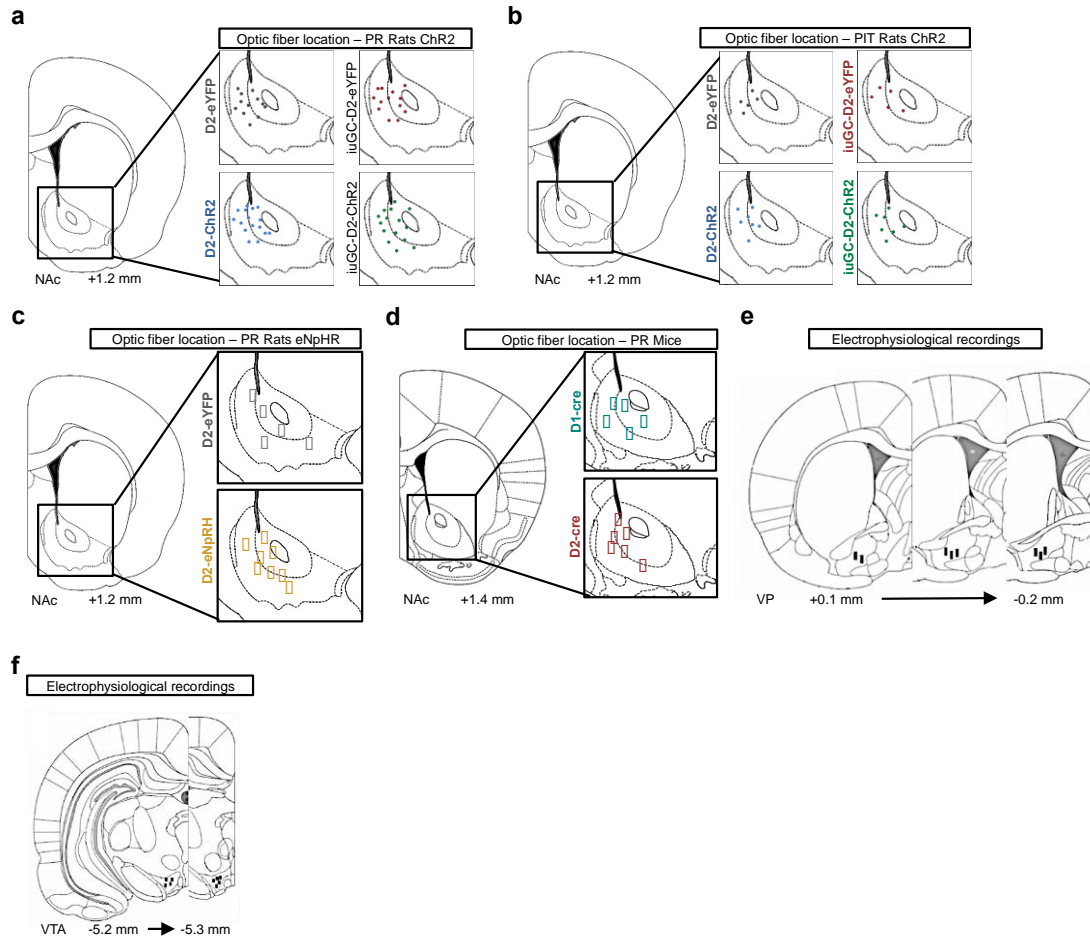 a
Optic fiber location – PR Rats ChR2
D2-eYFP
iuGC-D2-eYFP
D2-ChR2
iuGC-D2-ChR2
NAc +1.2 mm
b
Optic fiber location – PIT Rats ChR2
D2-eYFP
iuGC-D2-eYFP
D2-ChR2
iuGC-D2-ChR2
NAc +1.2 mm
c
Optic fiber location – PR Rats eNpHR
D2-eYFP
D2-eNpRH
NAc +1.2 mm
d
Optic fiber location – PR Mice
D1-cre
D2-cre
NAc +1.4 mm
e
Electrophysiological recordings
VP +0.1 mm -0.2 mm
f
Electrophysiological recordings
VTA -5.2 mm -5.3 mm